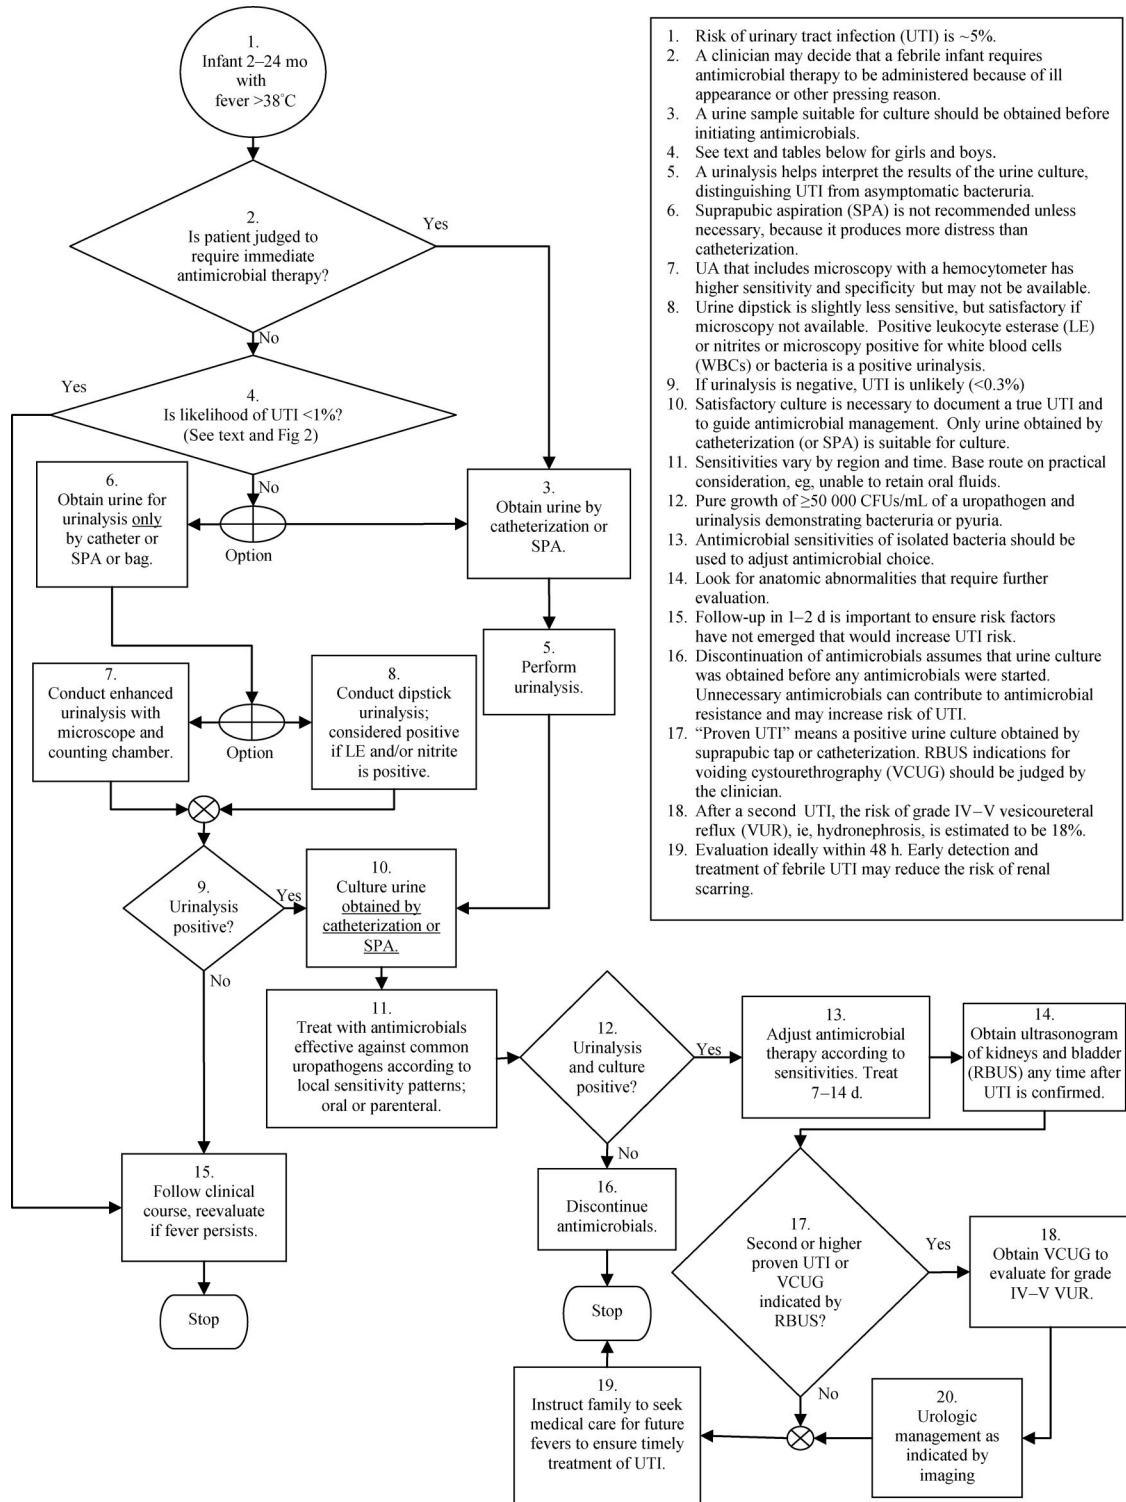 1.
Infant 2–24 mo
with
fever >38°C
2.
Is patient judged to
require immediate
antimicrobial therapy?
Yes
No
Yes
4.
Is likelihood of UTI <1%?
(See text and Fig 2)
No
6.
Obtain urine for
urinalysis only
by catheter or
SPA or bag.
Option
3.
Obtain urine by
catheterization or
SPA.
5.
Perform
urinalysis.
7.
Conduct enhanced
urinalysis with
microscope and
counting chamber.
Option
8.
Conduct dipstick
urinalysis;
considered positive
if LE and/or nitrite
is positive.
9.
Urinalysis
positive?
Yes
No
10.
Culture urine
obtained by
catheterization or
SPA.
11.
Treat with antimicrobials
effective against common
uropathogens according to
local sensitivity patterns;
oral or parenteral.
12.
Urinalysis
and culture
positive?
Yes
No
13.
Adjust antimicrobial
therapy according to
sensitivities. Treat
7–14 d.
14.
Obtain ultrasonogram
of kidneys and bladder
(RBUS) any time after
UTI is confirmed.
15.
Follow clinical
course, reevaluate
if fever persists.
Stop
16.
Discontinue
antimicrobials.
Stop
17.
Second or higher
proven UTI or
VCUG
indicated by
RBUS?
Yes
No
18.
Obtain VCUG to
evaluate for grade
IV–V VUR.
19.
Instruct family to seek
medical care for future
fevers to ensure timely
treatment of UTI.
20.
Urologic
management as
indicated by
imaging
1. Risk of urinary tract infection (UTI) is ~5%.
2. A clinician may decide that a febrile infant requires
antimicrobial therapy to be administered because of ill
appearance or other pressing reason.
3. A urine sample suitable for culture should be obtained before
initiating antimicrobials.
4. See text and tables below for girls and boys.
5. A urinalysis helps interpret the results of the urine culture,
distinguishing UTI from asymptomatic bacteruria.
6. Suprapubic aspiration (SPA) is not recommended unless
necessary, because it produces more distress than
catheterization.
7. UA that includes microscopy with a hemocytometer has
higher sensitivity and specificity but may not be available.
8. Urine dipstick is slightly less sensitive, but satisfactory if
microscopy not available. Positive leukocyte esterase (LE)
or nitrites or microscopy positive for white blood cells
(WBCs) or bacteria is a positive urinalysis.
9. If urinalysis is negative, UTI is unlikely (<0.3%)
10. Satisfactory culture is necessary to document a true UTI and
to guide antimicrobial management. Only urine obtained by
catheterization (or SPA) is suitable for culture.
11. Sensitivities vary by region and time. Base route on practical
consideration, eg, unable to retain oral fluids.
12. Pure growth of ≥50 000 CFUs/mL of a uropathogen and
urinalysis demonstrating bacteruria or pyuria.
13. Antimicrobial sensitivities of isolated bacteria should be
used to adjust antimicrobial choice.
14. Look for anatomic abnormalities that require further
evaluation.
15. Follow-up in 1–2 d is important to ensure risk factors
have not emerged that would increase UTI risk.
16. Discontinuation of antimicrobials assumes that urine culture
was obtained before any antimicrobials were started.
Unnecessary antimicrobials can contribute to antimicrobial
resistance and may increase risk of UTI.
17. “Proven UTI” means a positive urine culture obtained by
suprapubic tap or catheterization. RBUS indications for
voiding cystourethrography (VCUG) should be judged by
the clinician.
18. After a second UTI, the risk of grade IV–V vesicoureteral
reflux (VUR), ie, hydronephrosis, is estimated to be 18%.
19. Evaluation ideally within 48 h. Early detection and
treatment of febrile UTI may reduce the risk of renal
scarring.